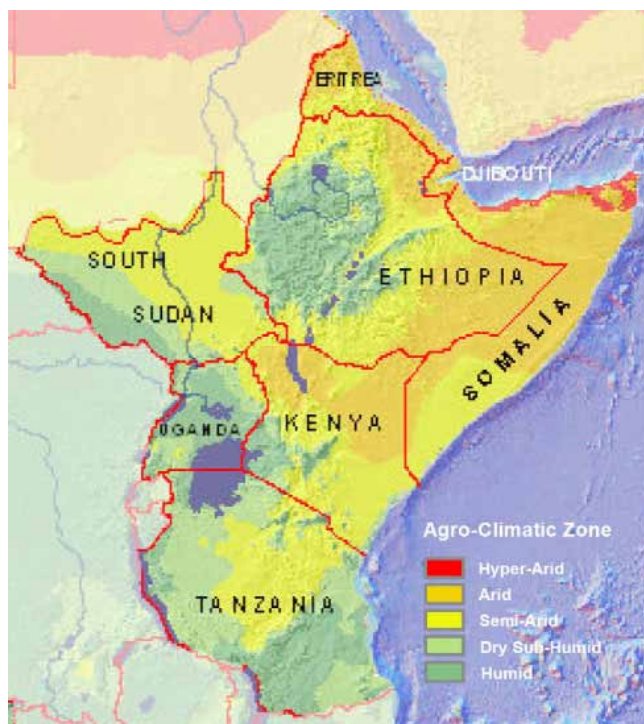 ERITREA
DJIBOUTI
SOUTH
SUDAN
ETHIOPIA
SOMALIA
UGANDA
KENYA
TANZANIA
Agro-Climatic Zone
Hyper-Arid
Arid
Semi-Arid
Dry Sub-Humid
Humid